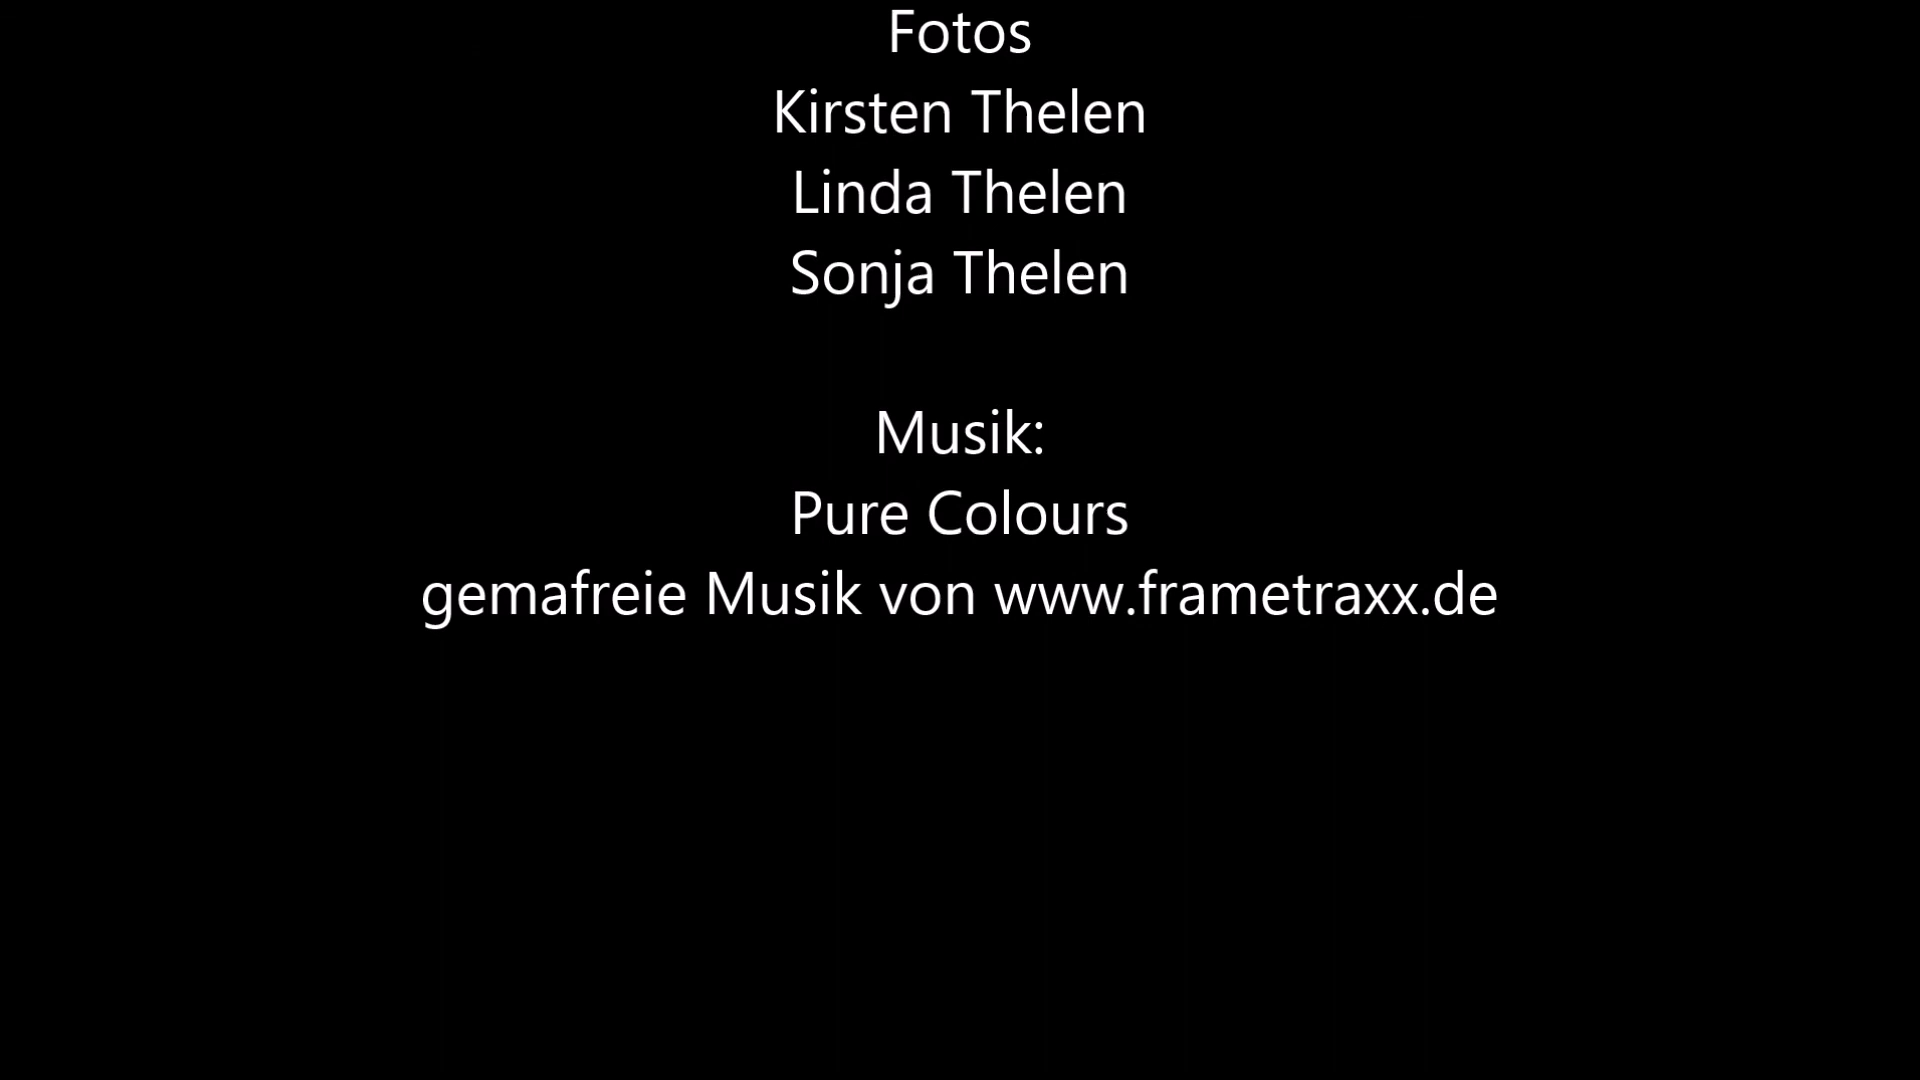 Fotos
Kirsten Thelen
Linda Thelen
Sonja Thelen
Musik:
Pure Colours
gemafreie Musik von www.frametraxx.de